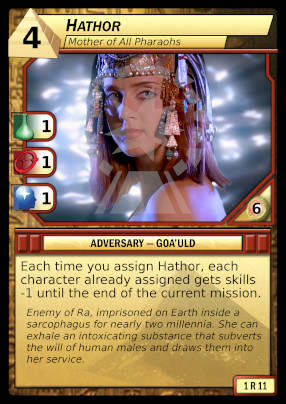 4
HATHOR
Mother of All Pharaohs
1
1
1
6
ADVERSARY – GOA'ULD
Each time you assign Hathor, each
character already assigned gets skills
-1 until the end of the current mission.
Enemy of Ra, imprisoned on Earth inside a
sarcophagus for nearly two millennia. She can
exhale an intoxicating substance that subverts
the will of human males and draws them into
her service.
1 R 11